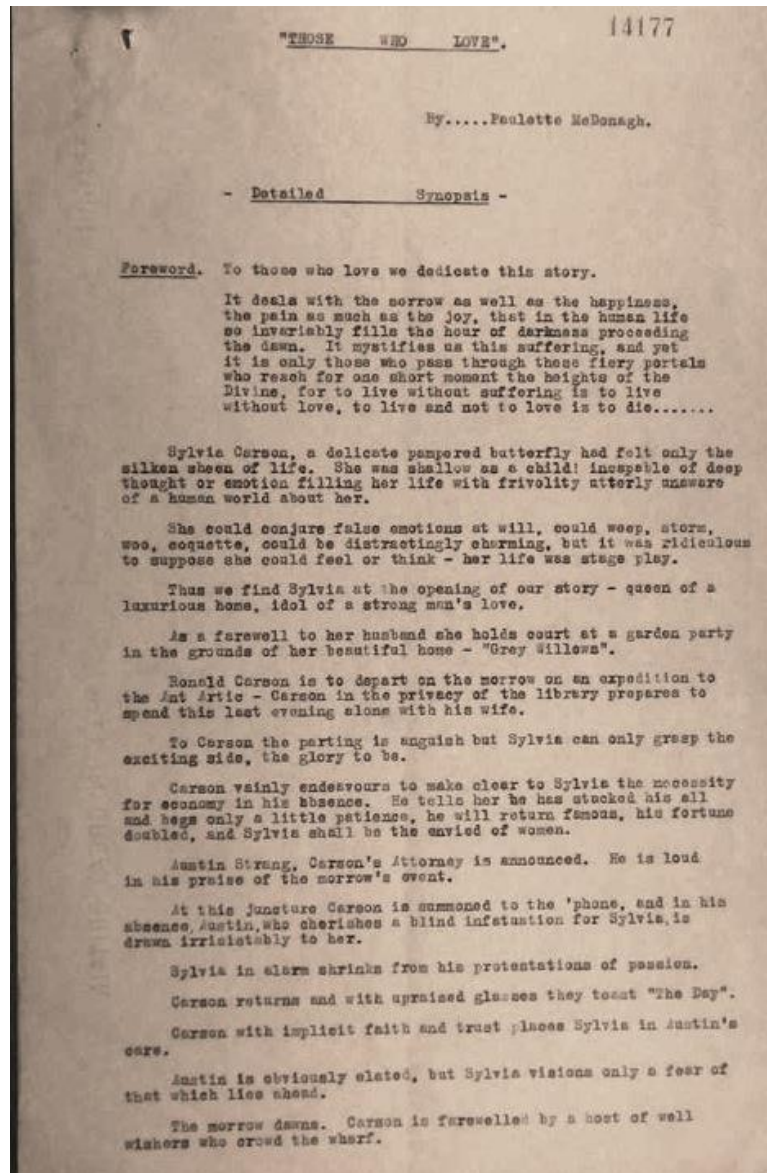 14177
"THOSE WHO LOVE".
By.....Paulette McDonagh.
- Detailed Synopsis -
Foreword. To those who love we dedicate this story.
It deals with the sorrow as well as the happiness,
the pain as much as the joy, that in the human life
so invariably fills the hour of darkness proceeding
the dawn. It mystifies us this suffering, and yet
it is only those who pass through these fiery portals
who reach for one short moment the heights of the
Divine, for to live without suffering is to live
without love, to live and not to love is to die.......
Sylvia Carson, a delicate pampered butterfly had felt only the
silken sheen of life. She was shallow as a child! incapable of deep
thought or emotion filling her life with frivolity utterly unaware
of a human world about her.
She could conjure false emotions at will, could weep, storm,
woo, coquette, could be distractingly charming, but it was ridiculous
to suppose she could feel or think - her life was stage play.
Thus we find Sylvia at the opening of our story - queen of a
luxurious home, idol of a strong man's love.
As a farewell to her husband she holds court at a garden party
in the grounds of her beautiful home - "Grey Willows".
Ronald Carson is to depart on the morrow on an expedition to
the Ant Artic - Carson in the privacy of the library prepares to
spend this last evening alone with his wife.
To Carson the parting is anguish but Sylvia can only grasp the
exciting side, the glory to be.
Carson vainly endeavours to make clear to Sylvia the necessity
for economy in his absence. He tells her he has stacked his all
and begs only a little patience, he will return famous, his fortune
doubled, and Sylvia shall be the envied of women.
Austin Strang, Carson's Attorney is announced. He is loud
in his praise of the morrow's event.
At this juncture Carson is summoned to the 'phone, and in his
absence, Austin, who cherishes a blind infatuation for Sylvia, is
drawn irrisistably to her.
Sylvia in alarm shrinks from his protestations of passion.
Carson returns and with upraised glasses they toast "The Day".
Carson with implicit faith and trust places Sylvia in Austin's
care.
Austin is obviously elated, but Sylvia visions only a fear of
that which lies ahead.
The morrow dawns. Carson is farewelled by a host of well
wishers who crowd the wharf.